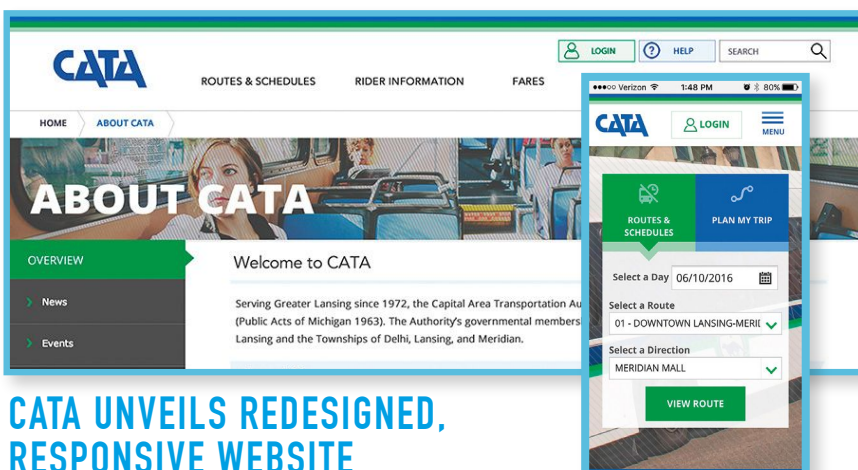 CATA
LOGIN
HELP
SEARCH
ROUTES & SCHEDULES
RIDER INFORMATION
FARES
HOME
ABOUT CATA
ABOUT CATA
OVERVIEW
News
Events
Welcome to CATA
Serving Greater Lansing since 1972, the Capital Area Transportation Au
(Public Acts of Michigan 1963). The Authority's governmental members
Lansing and the Townships of Delhi, Lansing, and Meridian.
Verizon 1:48 PM 80%
CATA
LOGIN
MENU
ROUTES &
SCHEDULES
PLAN MY TRIP
Select a Day 06/10/2016
Select a Route
01 - DOWNTOWN LANSING-MERI
Select a Direction
MERIDIAN MALL
VIEW ROUTE
CATA UNVEILS REDESIGNED,
RESPONSIVE WEBSITE